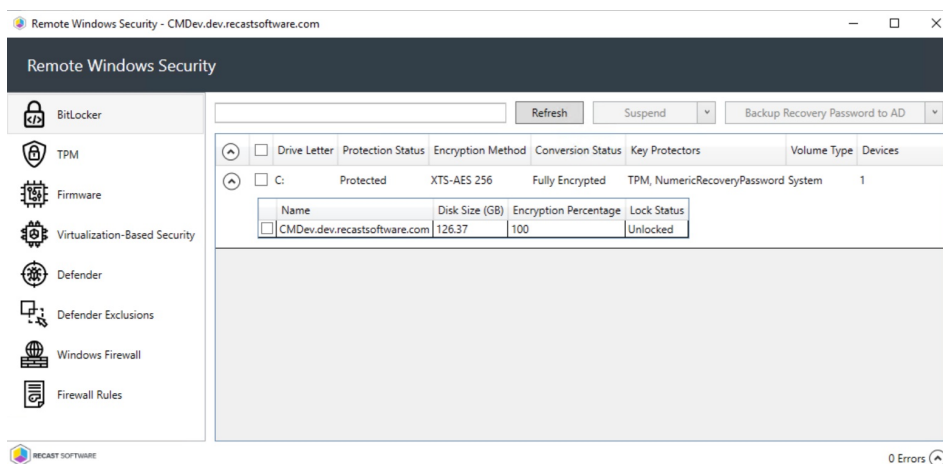 Remote Windows Security - CMDev.dev.recastsoftware.com
Remote Windows Security
BitLocker
TPM
Firmware
Virtualization-Based Security
Defender
Defender Exclusions
Windows Firewall
Firewall Rules
Refresh Suspend Backup Recovery Password to AD
Drive Letter Protection Status Encryption Method Conversion Status Key Protectors Volume Type Devices
C: Protected XTS-AES 256 Fully Encrypted TPM, NumericRecoveryPassword System 1
Name Disk Size (GB) Encryption Percentage Lock Status
CMDev.dev.recastsoftware.com 126.37 100 Unlocked
RECAST SOFTWARE
0 Errors